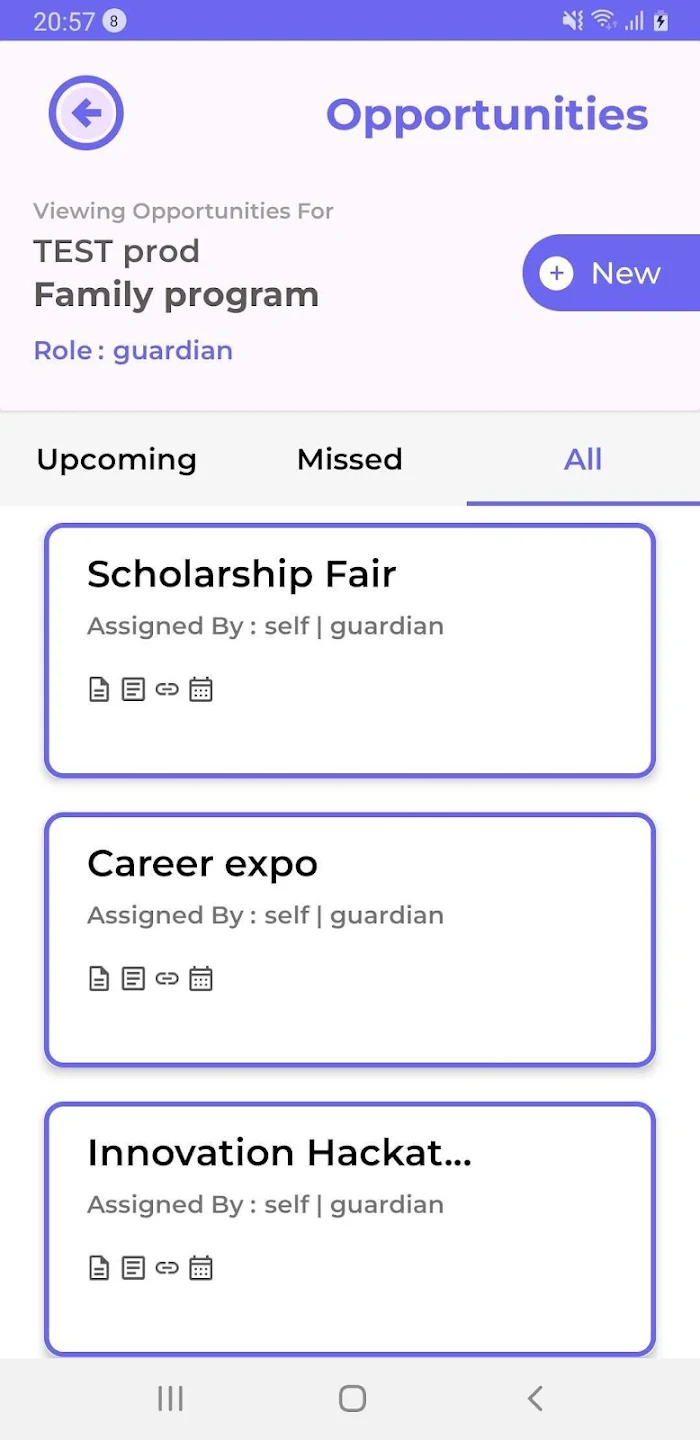 20:57 8
Opportunities
Viewing Opportunities For
TEST prod
Family program
New
Role : guardian
Upcoming Missed All
Scholarship Fair
Assigned By : self | guardian
Career expo
Assigned By : self | guardian
Innovation Hackat...
Assigned By : self | guardian